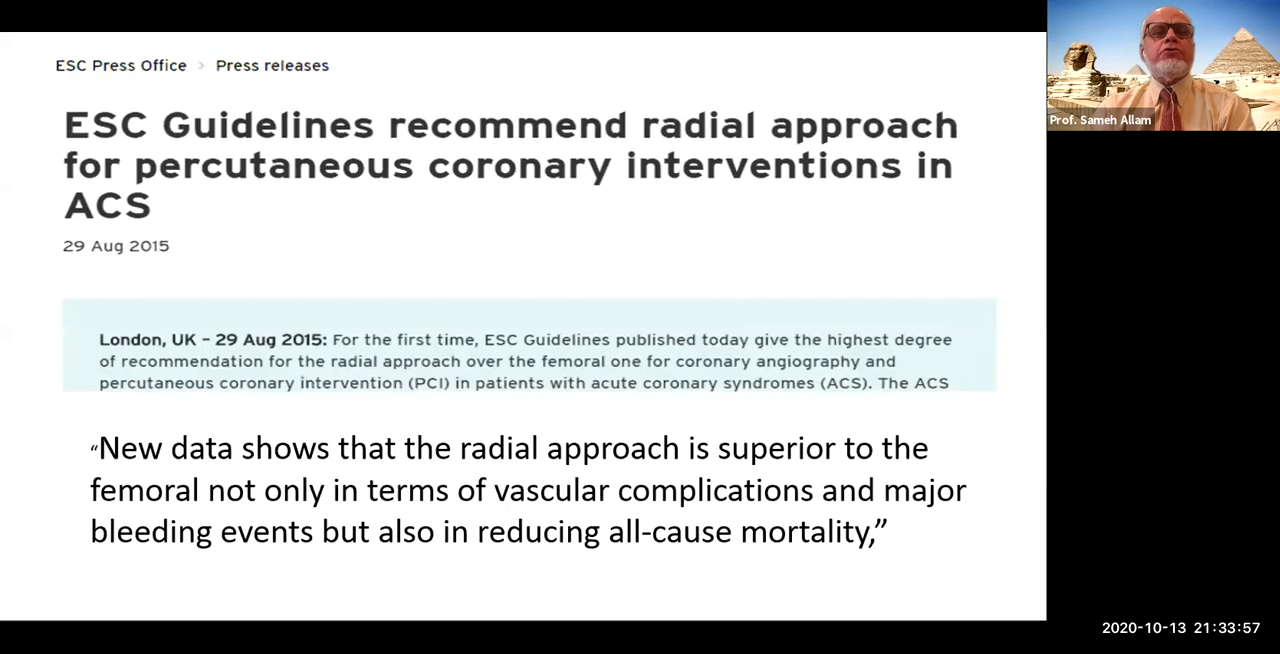 ESC Press Office > Press releases
ESC Guidelines recommend radial approach
for percutaneous coronary interventions in
ACS
29 Aug 2015
London, UK – 29 Aug 2015: For the first time, ESC Guidelines published today give the highest degree
of recommendation for the radial approach over the femoral one for coronary angiography and
percutaneous coronary intervention (PCI) in patients with acute coronary syndromes (ACS). The ACS
“New data shows that the radial approach is superior to the
femoral not only in terms of vascular complications and major
bleeding events but also in reducing all-cause mortality,”
Prof. Sameh Allam
2020-10-13 21:33:57